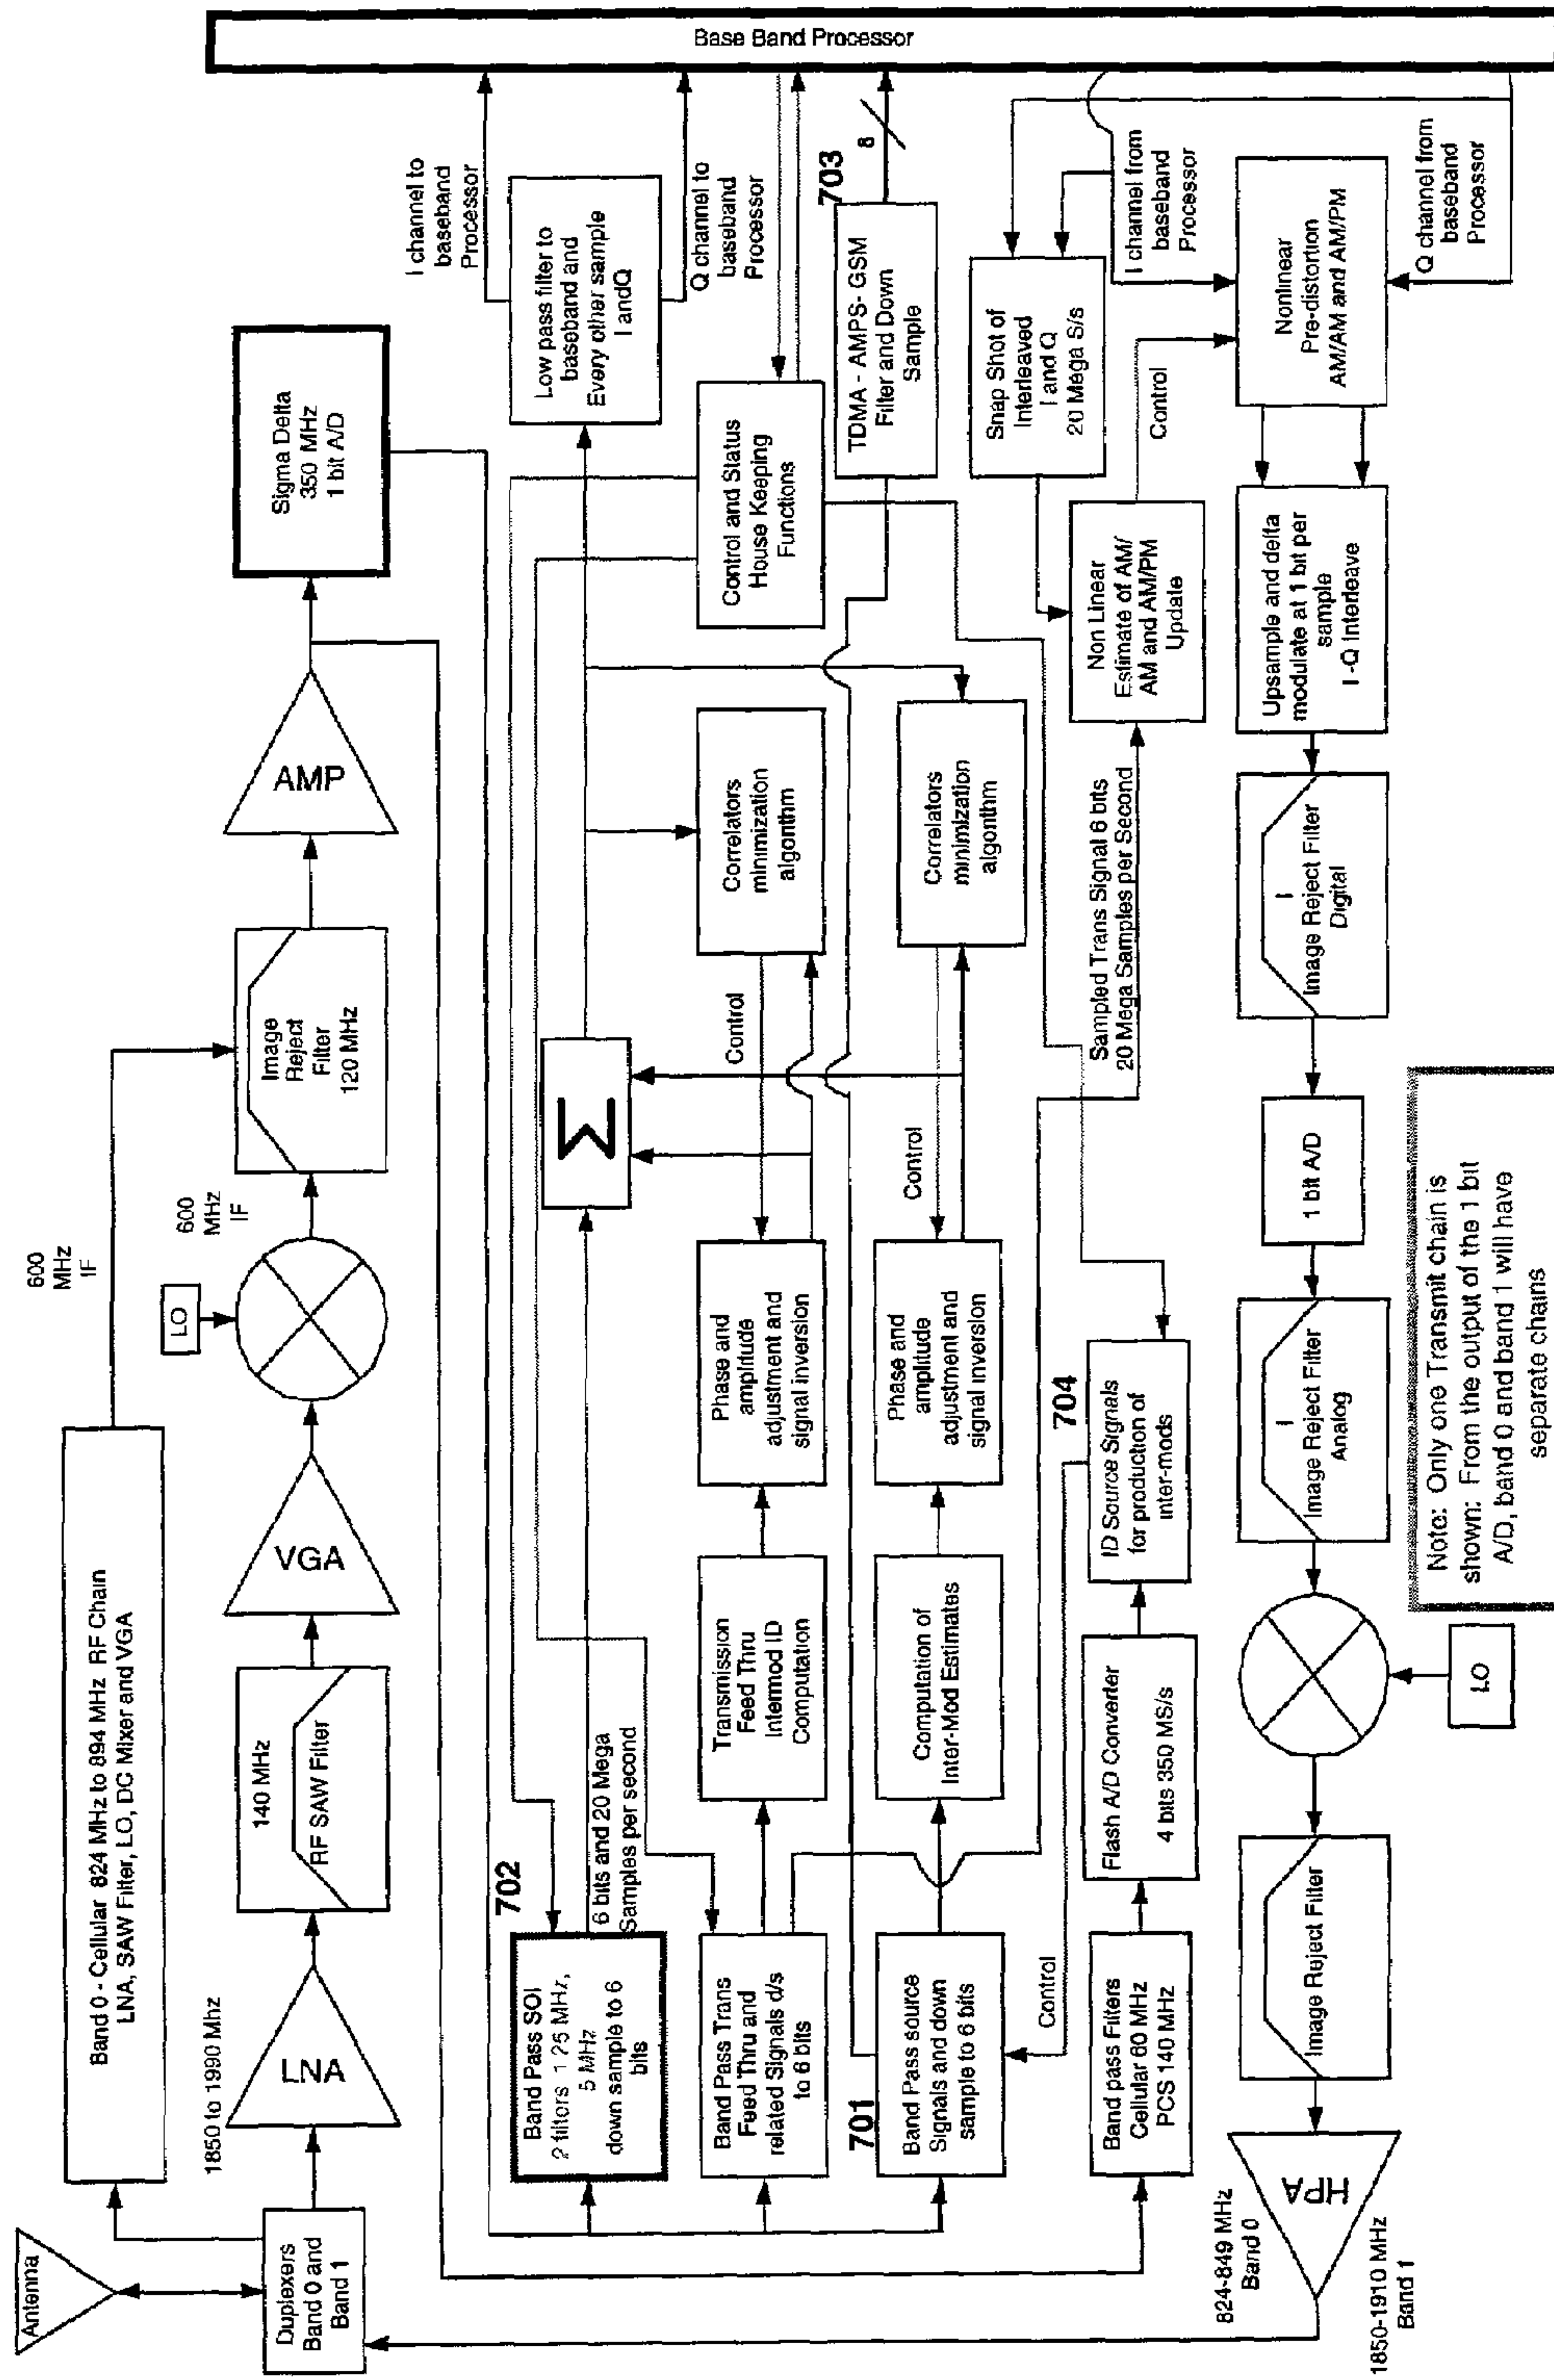 Base Band Processor
Antenna
Duplexers
Band 0 and
Band 1
Band 0 - Cellular 824 MHz to 894 MHz RF Chain
LNA, SAW Filter, LO, DC Mixer and VGA
600
MHz
IF
1850 to 1990 Mhz
LNA
140 MHz
RF SAW Filter
VGA
LO
600
MHz
IF
Image
Reject
Filter
120 MHz
AMP
Sigma Delta
350 MHz
1 bit A/D
I channel to
baseband
Processor
Low pass filter to
baseband and
Every other sample
I andQ
Q channel to
baseband
Processor
702
Band Pass SOI
2 filters 1 25 MHz,
5 MHz
down sample to 6
bits
6 bits and 20 Mega
Samples per second
Σ
Control and Status
House Keeping
Functions
Band Pass Trans
Feed Thru and
related Signals d/s
to 6 bits
Transmission
Feed Thru
Intermod ID
Computation
Phase and
amplitude
adjustment and
signal inversion
Control
Correlators
minimization
algorithm
703
8
TDMA - AMPS- GSM
Filter and Down
Sample
701
Band Pass source
Signals and down
sample to 6 bits
Computation of
Inter-Mod Estimates
Phase and
amplitude
adjustment and
signal inversion
Control
Correlators
minimization
algorithm
Snap Shot of
Interleaved
I and Q
20 Mega S/s
I channel from
baseband
Processor
Control
704
Band pass Filters
Cellular 60 MHz
PCS 140 MHz
Flash A/D Converter
4 bits 350 MS/s
ID Source Signals
for production of
inter-mods
Sampled Trans Signal 6 bits
20 Mega Samples per Second
Non Linear
Estimate of AM/
AM and AM/PM
Update
Control
Nonlinear
Pre-distortion
AM/AM and AM/PM
Q channel from
baseband
Processor
824-849 MHz
Band 0
HPA
1850-1910 MHz
Band 1
Image Reject Filter
LO
I
Image Reject Filter
Analog
1 bit A/D
I
Image Reject Filter
Digital
Upsample and delta
modulate at 1 bit per
sample
I -Q Interleave
Note: Only one Transmit chain is
shown: From the output of the 1 bit
A/D, band 0 and band 1 will have
separate chains